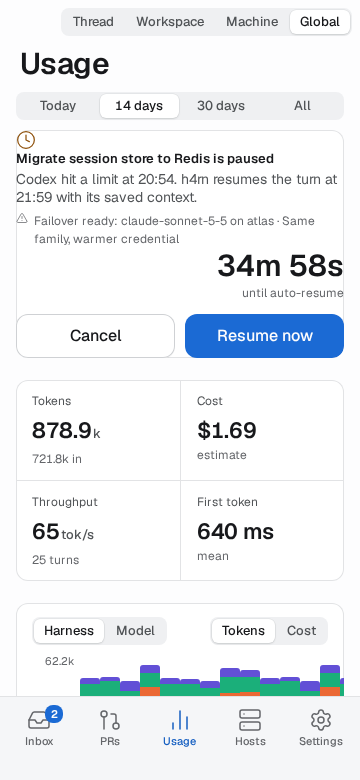 Thread Workspace Machine Global
Usage
Today 14 days 30 days All
Migrate session store to Redis is paused
Codex hit a limit at 20:54. h4rn resumes the turn at
21:59 with its saved context.
Failover ready: claude-sonnet-5-5 on atlas · Same
family, warmer credential
34m 58s
until auto-resume
Cancel Resume now
Tokens Cost
878.9k $1.69
721.8k in estimate
Throughput First token
65tok/s 640 ms
25 turns mean
Harness Model Tokens Cost
62.2k
2
Inbox PRs Usage Hosts Settings